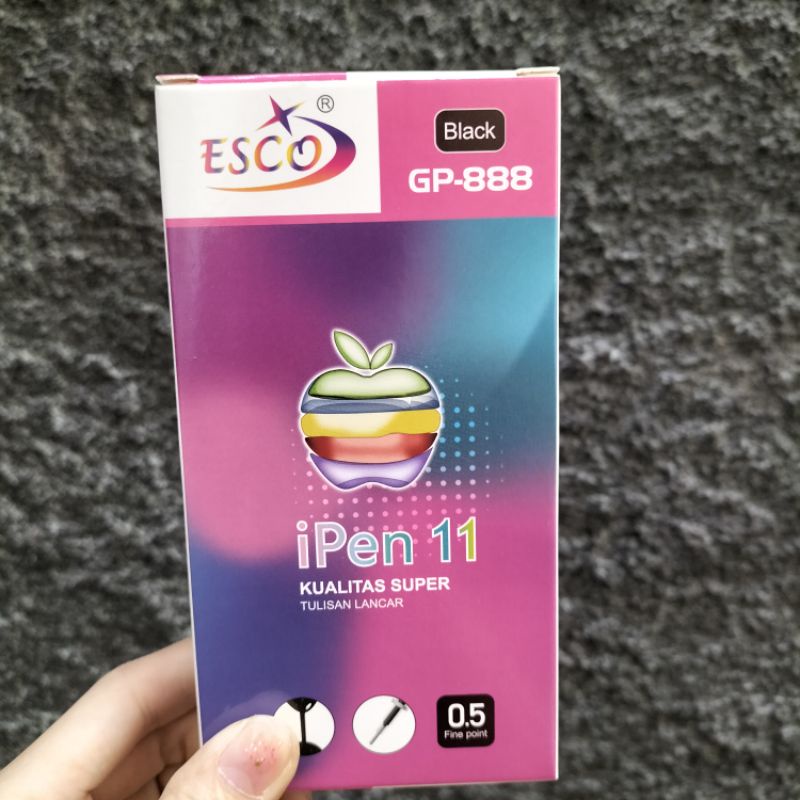 ESCO ®
Black
GP-888
iPen 11
KUALITAS SUPER
TULISAN LANCAR
0.5
Fine point